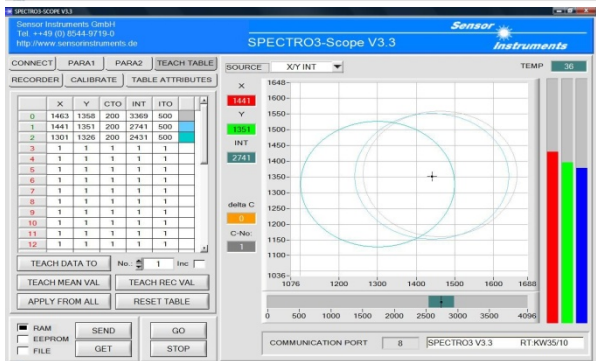 SPECTRO3-SCOPE V3.3
Sensor Instruments GmbH
Tel. ++49 (0) 8544-9719-0
http://www.sensorinstruments.de
SPECTRO3-Scope V3.3
Sensor
Instruments
CONNECT PARA1 PARA2 TEACH TABLE
RECORDER CALIBRATE TABLE ATTRIBUTES
SOURCE X/Y INT TEMP 36
X Y CTO INT ITO
0 1463 1358 200 3369 500
1 1441 1351 200 2741 500
2 1301 1326 200 2431 500
3 1 1 1 1 1
4 1 1 1 1 1
5 1 1 1 1 1
6 1 1 1 1 1
7 1 1 1 1 1
8 1 1 1 1 1
9 1 1 1 1 1
10 1 1 1 1 1
11 1 1 1 1 1
12 1 1 1 1 1
TEACH DATA TO No.: 1 Inc
TEACH MEAN VAL TEACH REC VAL
APPLY FROM ALL RESET TABLE
RAM
EEPROM
FILE
SEND GO
GET STOP
X
1441
Y
1351
INT
2741
delta C
0
C-No:
1
1648
1600
1550
1500
1450
1400
1350
1300
1250
1200
1150
1100
1036
1076 1200 1300 1400 1500 1600 1688
0 500 1000 1500 2000 2500 3000 3500 4096
COMMUNICATION PORT 8 SPECTRO3 V3.3 RT:KW35/10